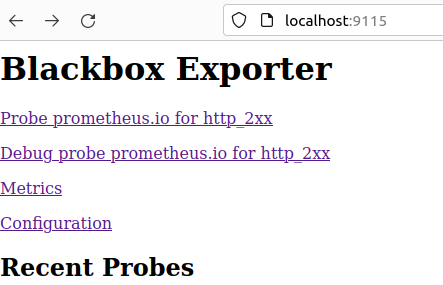 localhost:9115
Blackbox Exporter
Probe prometheus.io for http_2xx
Debug probe prometheus.io for http_2xx
Metrics
Configuration
Recent Probes